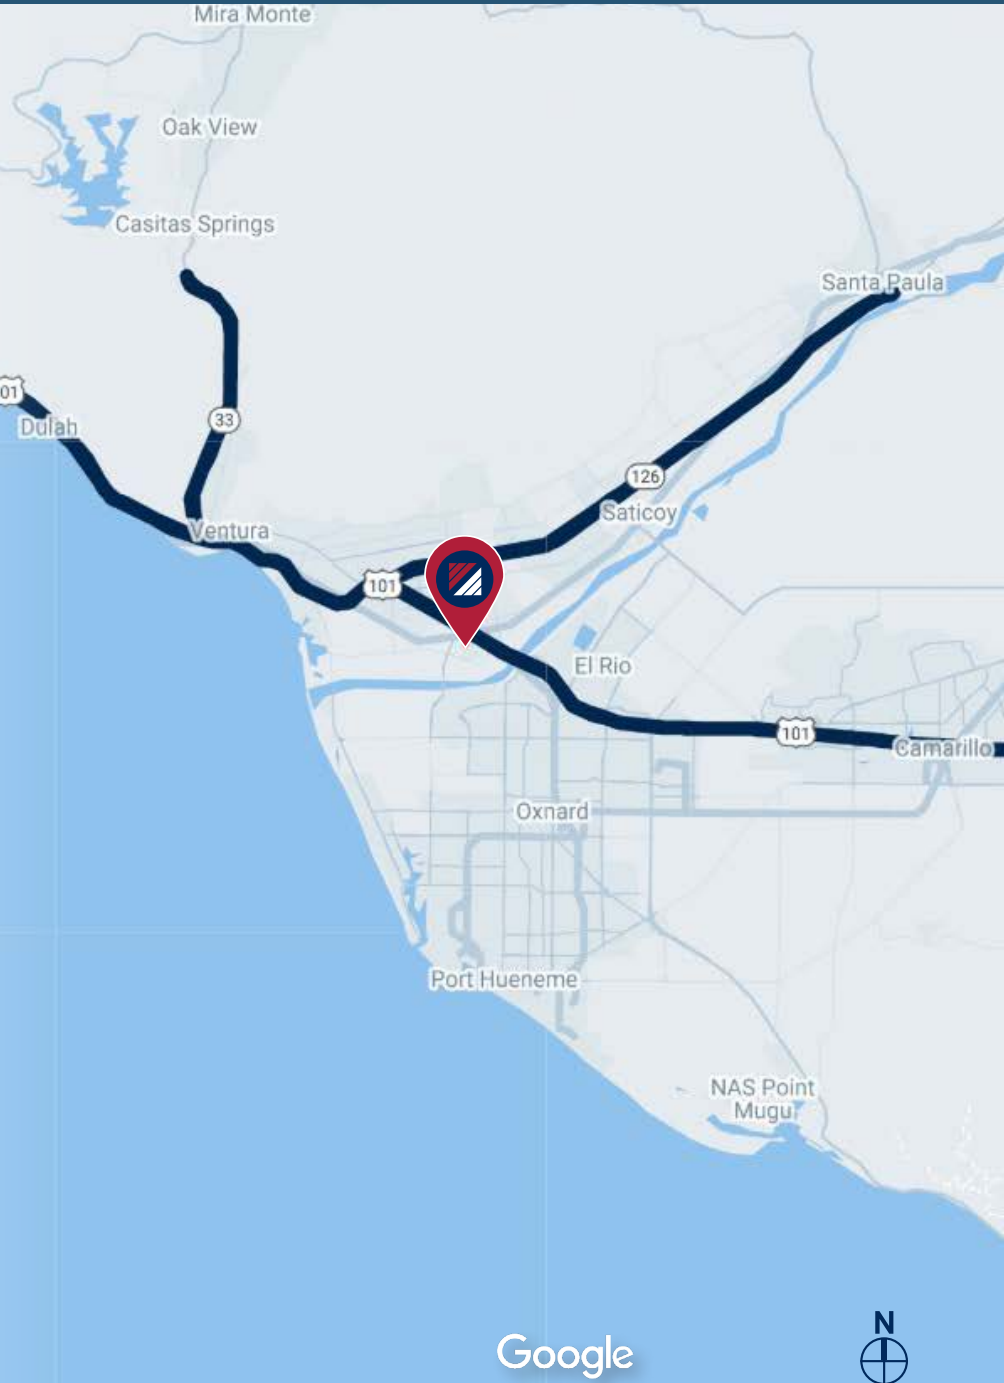 Mira Monte
Oak View
Casitas Springs
Santa Paula
01
Dulah
33
126
Saticoy
Ventura
101
El Rio
101
Camarillo
Oxnard
Port Hueneme
NAS Point
Mugu
N
Google